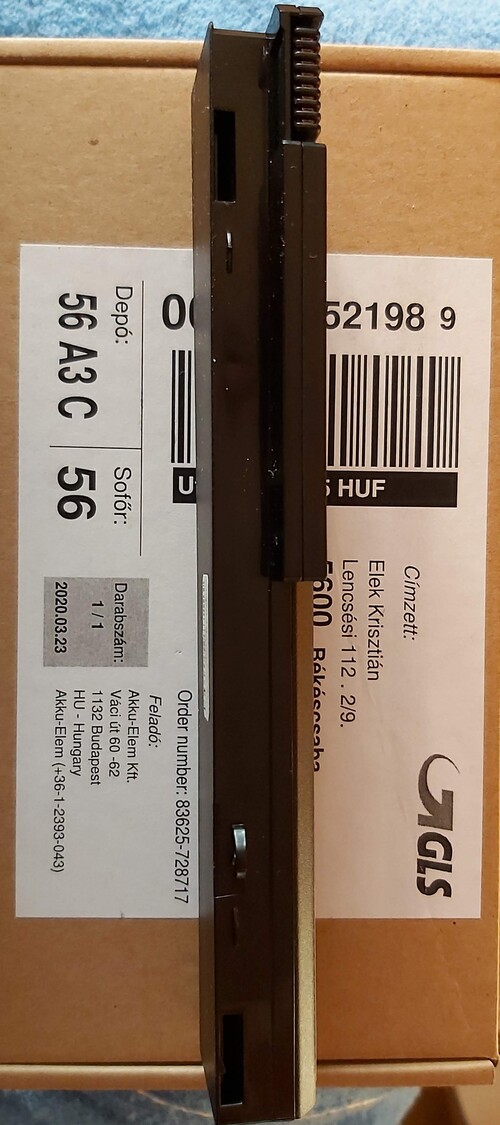 52198 9
HUF
Depó:
56 A3 C
Sofőr:
56
Darabszám:
1 / 1
2020.03.23
Címzett:
Elek Krisztián
Lencsési 112 . 2/9.
5600 Békéscsaba
GLS
Order number: 83625-728717
Feladó:
Akku-Elem Kft.
Váci út 60 -62
1132 Budapest
HU - Hungary
Akku-Elem (+36-1-2393-043)